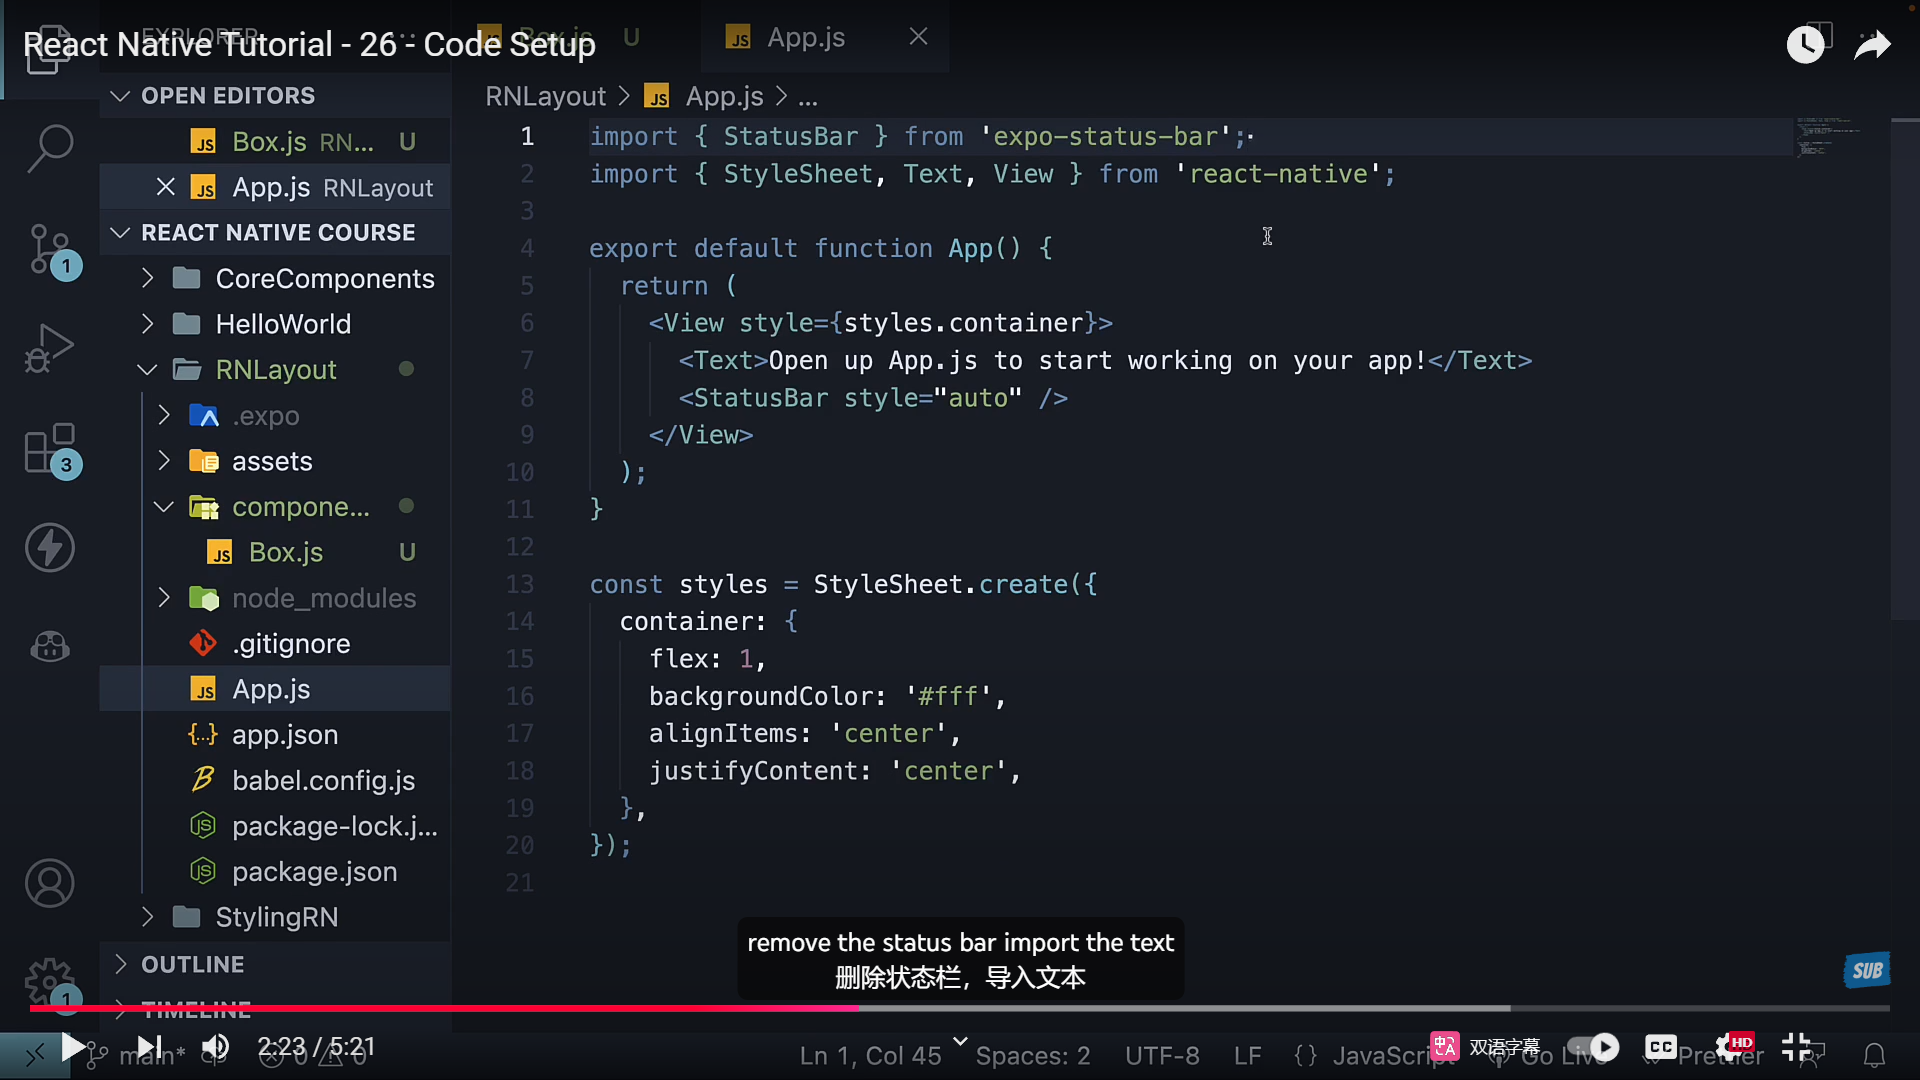 React Native Tutorial - 26 - Code Setup
EXPLORER
Box.js U
App.js
OPEN EDITORS
Box.js RN... U
App.js RNLayout
REACT NATIVE COURSE
CoreComponents
HelloWorld
RNLayout
.expo
assets
compone...
Box.js U
node_modules
.gitignore
App.js
app.json
babel.config.js
package-lock.j...
package.json
StylingRN
OUTLINE
TIMELINE
1
3
1
RNLayout > App.js > ...
1 import { StatusBar } from 'expo-status-bar';
2 import { StyleSheet, Text, View } from 'react-native';
3
4 export default function App() {
5 return (
6 <View style={styles.container}>
7 <Text>Open up App.js to start working on your app!</Text>
8 <StatusBar style="auto" />
9 </View>
10 );
11 }
12
13 const styles = StyleSheet.create({
14 container: {
15 flex: 1,
16 backgroundColor: '#fff',
17 alignItems: 'center',
18 justifyContent: 'center',
19 },
20 });
21
remove the status bar import the text
删除状态栏，导入文本
SUB
2:23 / 5:21
main* 0 0
Ln 1, Col 45 Spaces: 2 UTF-8 LF {} JavaScript Go Live Prettier
双语字幕
CC
HD